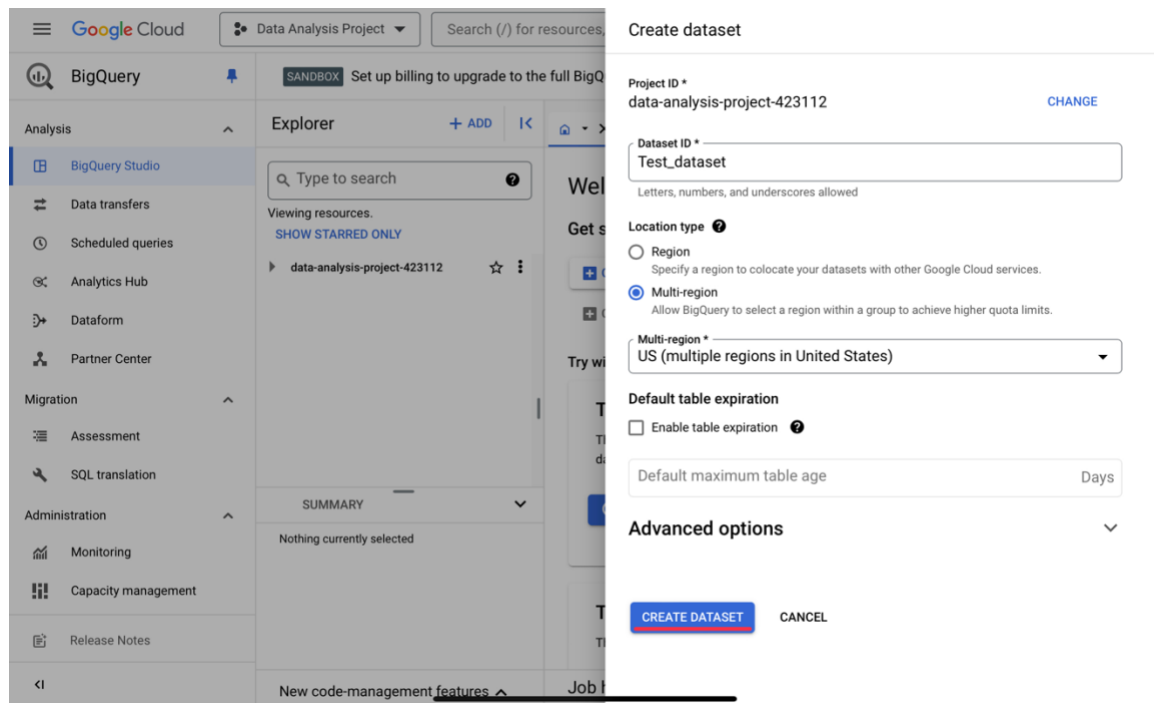 Google Cloud
Data Analysis Project
Search (/) for resources,
BigQuery
SANDBOX Set up billing to upgrade to the full BigQ
Analysis
BigQuery Studio
Data transfers
Scheduled queries
Analytics Hub
Dataform
Partner Center
Migration
Assessment
SQL translation
Administration
Monitoring
Capacity management
Release Notes
Explorer
+ ADD
Type to search
Viewing resources.
SHOW STARRED ONLY
data-analysis-project-423112
SUMMARY
Nothing currently selected
New code-management features
Wel
Get s
Try wi
T
Th
da
T
Th
Job h
Create dataset
Project ID *
data-analysis-project-423112
CHANGE
Dataset ID *
Test_dataset
Letters, numbers, and underscores allowed
Location type
Region
Specify a region to colocate your datasets with other Google Cloud services.
Multi-region
Allow BigQuery to select a region within a group to achieve higher quota limits.
Multi-region *
US (multiple regions in United States)
Default table expiration
Enable table expiration
Default maximum table age
Days
Advanced options
CREATE DATASET
CANCEL